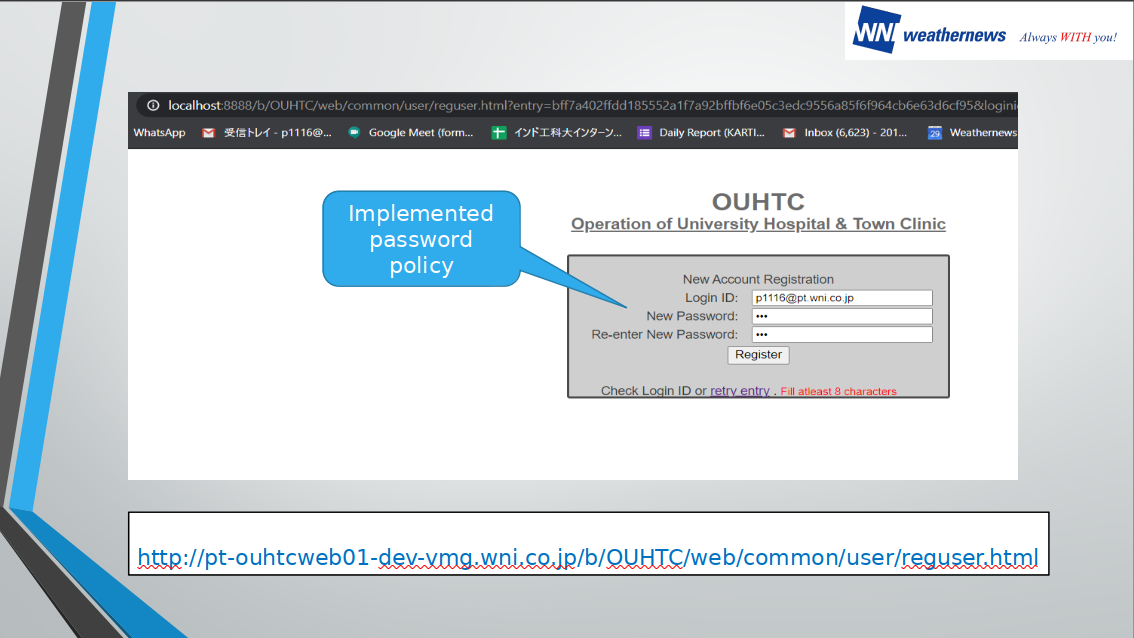 WNI weathernews Always WITH you!
localhost:8888/b/OUHTC/web/common/user/reguser.html?entry=bff7a402ffdd185552a1f7a92bffbf6e05c3edc9556a85f6f964cb6e63d6cf95&logini
WhatsApp 受信トレイ - p1116@... Google Meet (form... インド工科大インターン... Daily Report (KARTI... Inbox (6,623) - 201... 29 Weathernews
OUHTC
Operation of University Hospital & Town Clinic
Implemented
password
policy
New Account Registration
Login ID: p1116@pt.wni.co.jp
New Password: •••
Re-enter New Password: •••
Register
Check Login ID or retry entry . Fill atleast 8 characters
http://pt-ouhtcweb01-dev-vmg.wni.co.jp/b/OUHTC/web/common/user/reguser.html